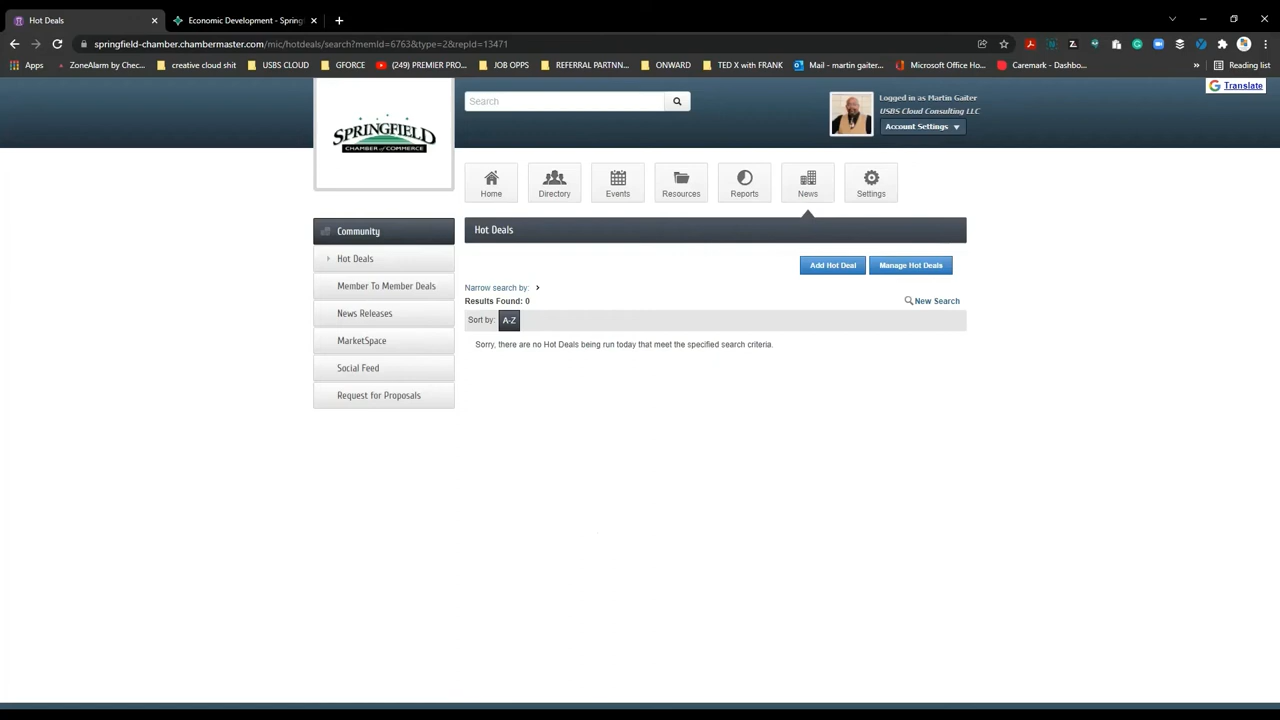 Hot Deals
Economic Development - Spring
springfield-chamber.chambermaster.com/mic/hotdeals/search?memId=6763&type=2&repId=13471
Apps
ZoneAlarm by Chec...
creative cloud shit
USBS CLOUD
GFORCE
(249) PREMIER PRO...
JOB OPPS
REFERRAL PARTNN...
ONWARD
TED X with FRANK
Mail - martin gaiter...
Microsoft Office Ho...
Caremark - Dashbo...
»
Reading list
Translate
SPRINGFIELD
CHAMBER of COMMERCE
Search
Logged in as Martin Gaiter
USBS Cloud Consulting LLC
Account Settings
Home
Directory
Events
Resources
Reports
News
Settings
Community
Hot Deals
Member To Member Deals
News Releases
MarketSpace
Social Feed
Request for Proposals
Hot Deals
Add Hot Deal
Manage Hot Deals
Narrow search by:
Results Found: 0
New Search
Sort by: A-Z
Sorry, there are no Hot Deals being run today that meet the specified search criteria.